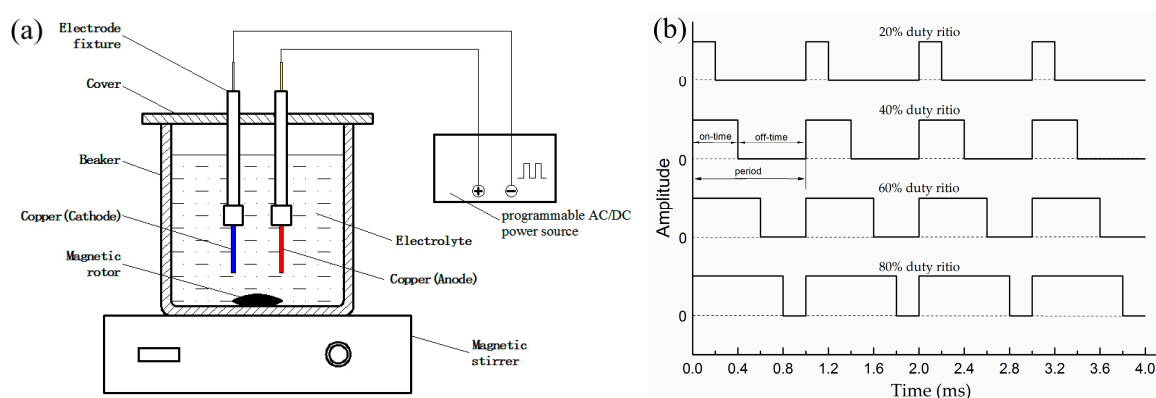 (a)
Electrode
fixture
Cover
Beaker
Copper(Cathode)
Magnetic
rotor
programmable AC/DC
power source
Electrolyte
Copper(Anode)
Magnetic
stirrer
(b)
20% duty ritio
0
40% duty ritio
on-time
off-time
0
period
60% duty ritio
0
80% duty ritio
0
Amplitude
0.0 0.4 0.8 1.2 1.6 2.0 2.4 2.8 3.2 3.6 4.0
Time (ms)